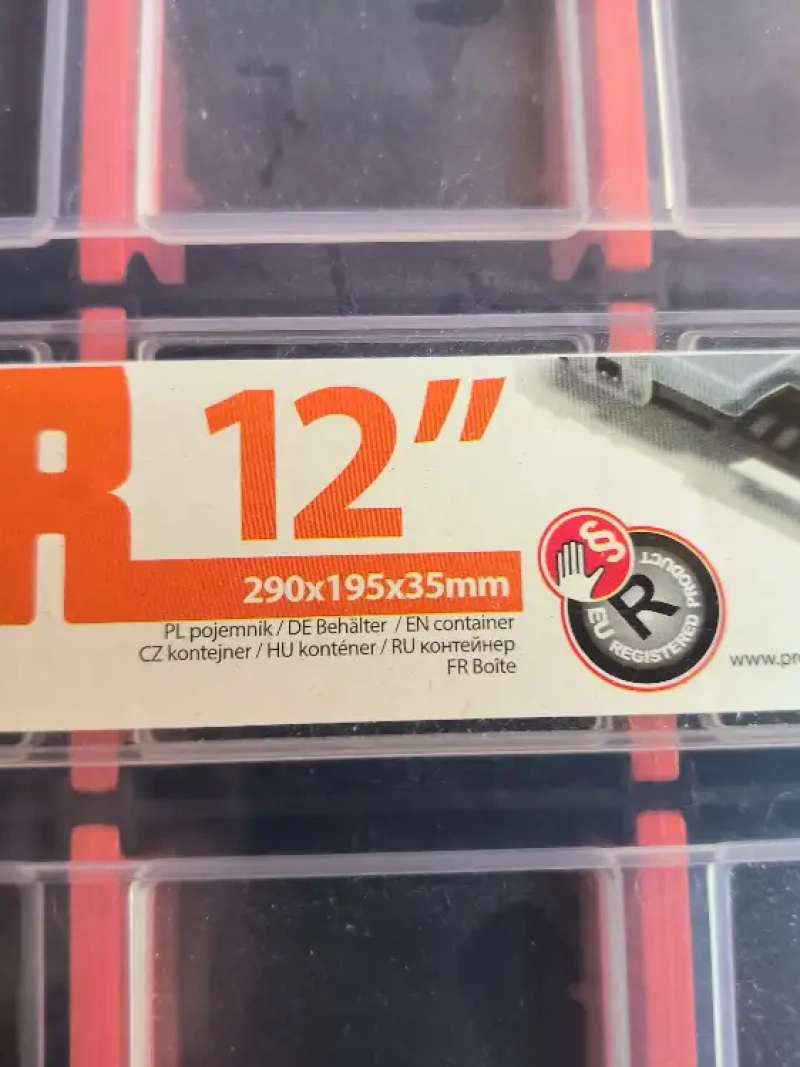 R 12”
290x195x35mm
PL pojemnik / DE Behälter / EN container
CZ kontejner / HU konténer / RU контейнер
FR Boîte
§
R
EU REGISTERED PRODUCT
www.pro